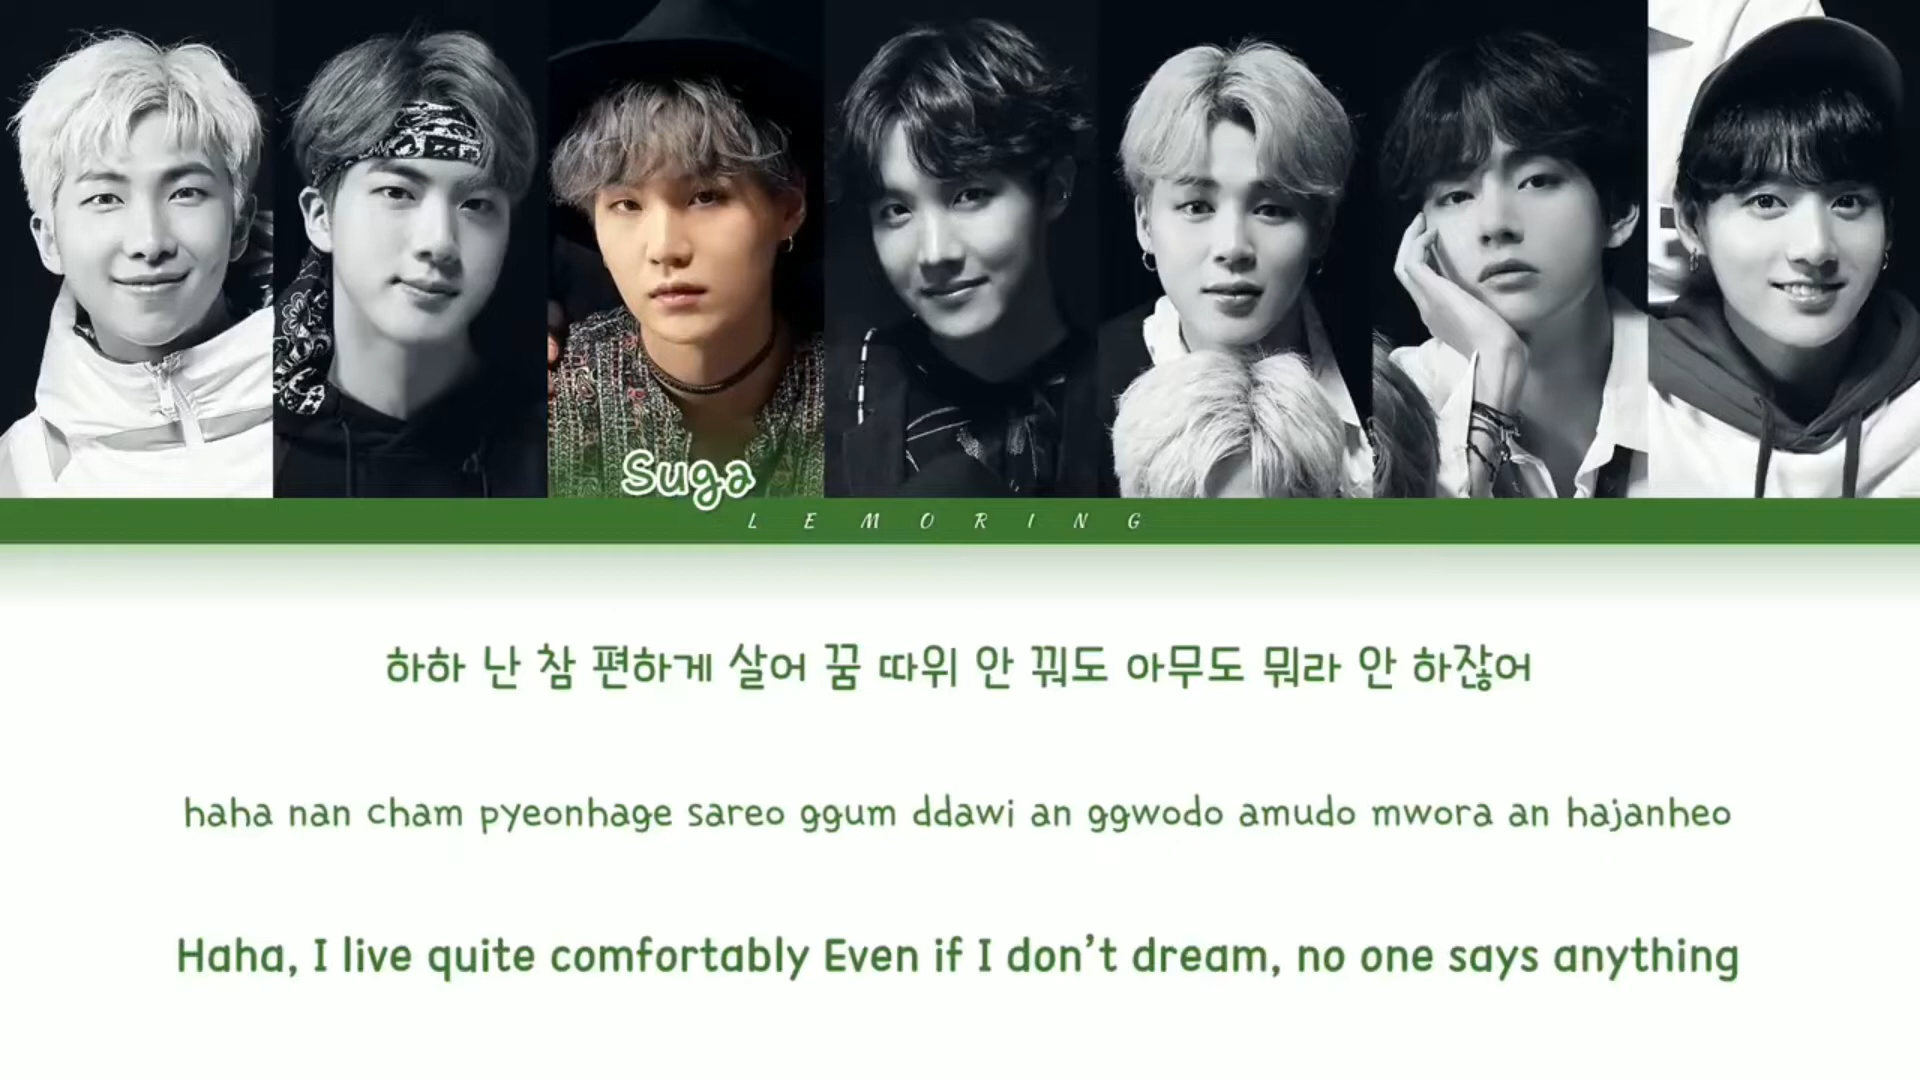 Suga
LEMORING
하하 난 참 편하게 살어 꿈 따위 안 꿔도 아무도 뭐라 안 하잖어
haha nan cham pyeonhage sareo ggum ddawi an ggwodo amudo mwora an hajanheo
Haha, I live quite comfortably Even if I don't dream, no one says anything